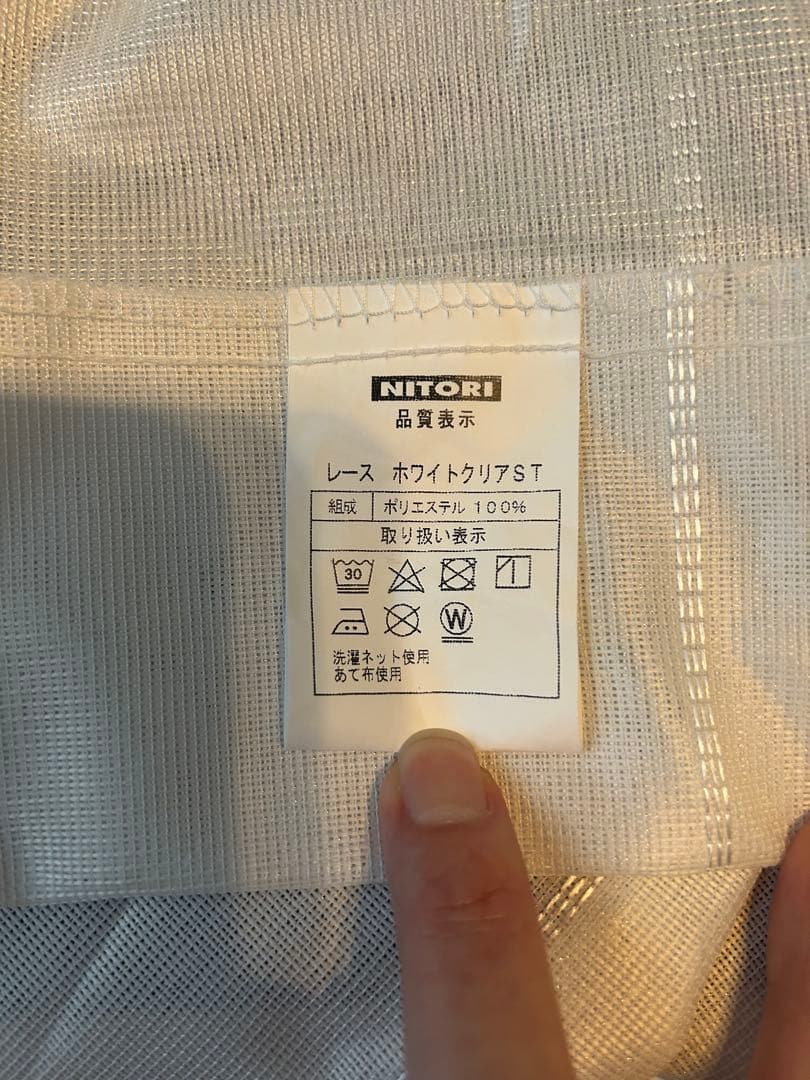 NITORI
品質表示
レース ホワイトクリアST
組成 ポリエステル 100%
取り扱い表示
30
W
洗濯ネット使用
あて布使用